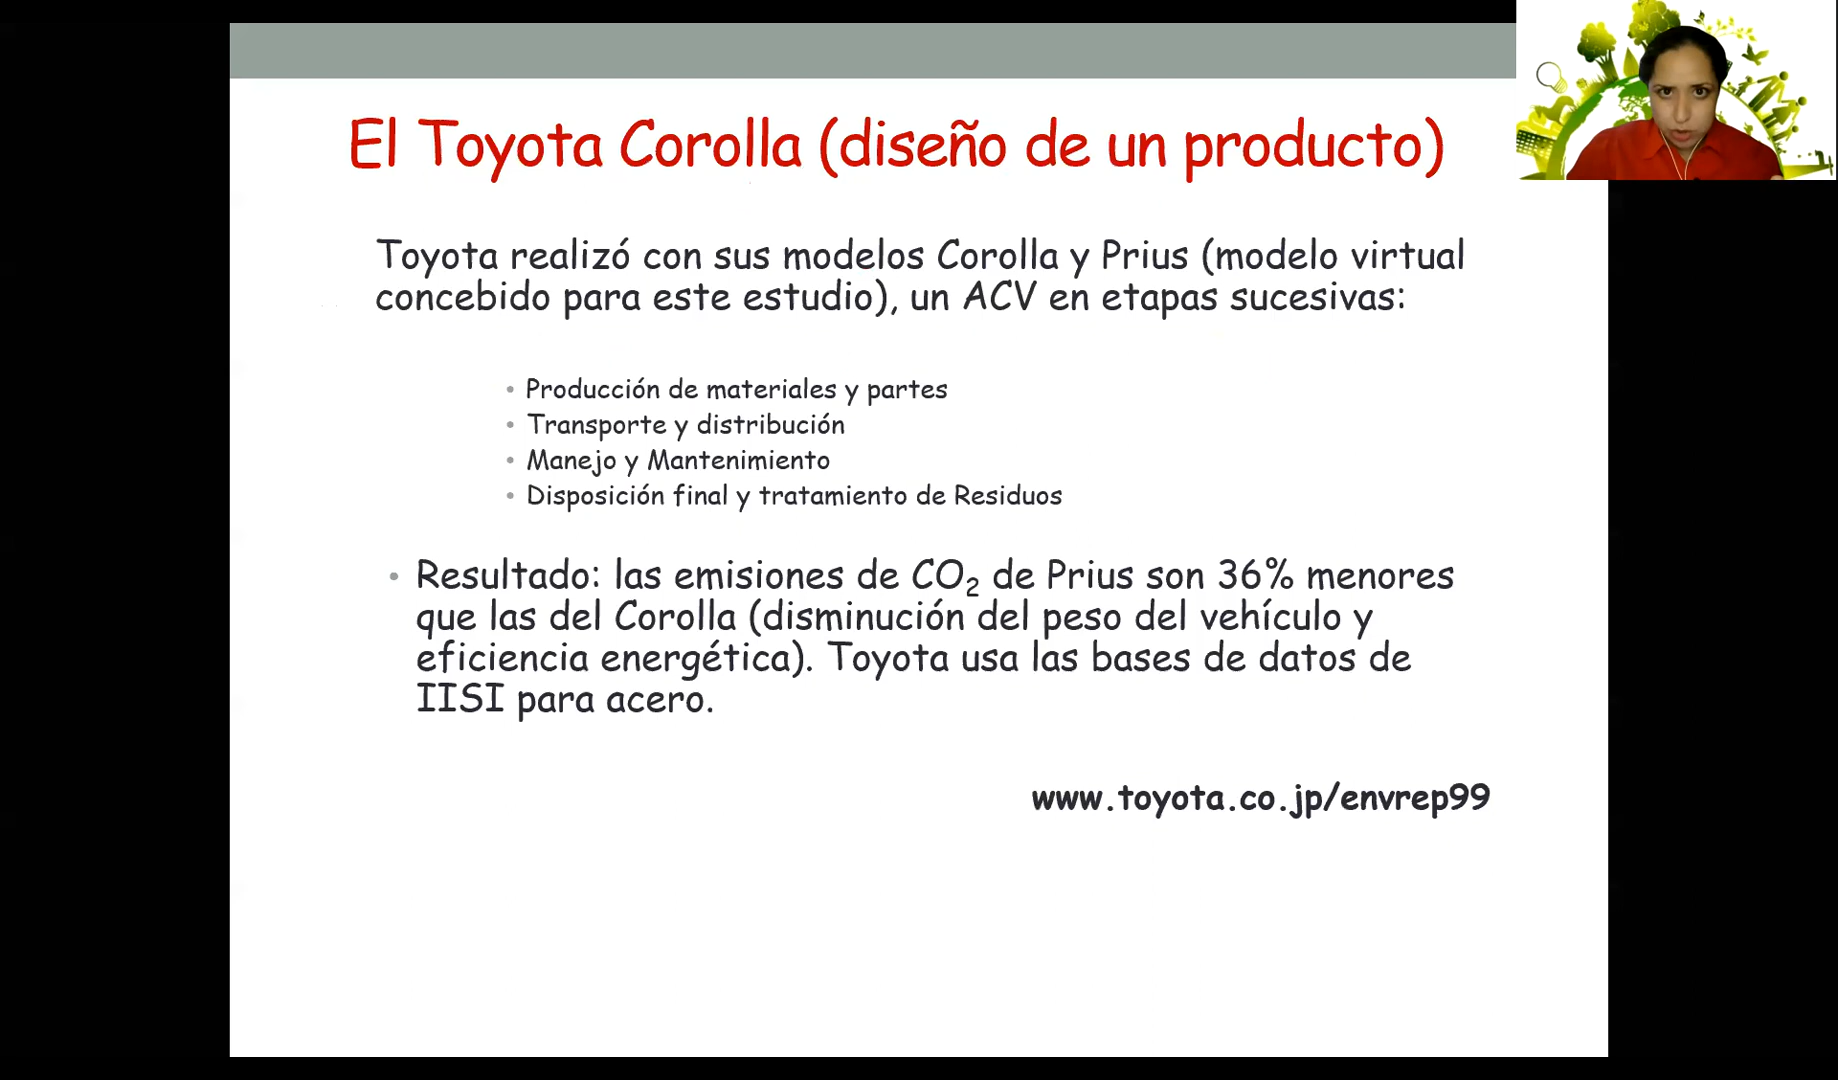 El Toyota Corolla (diseño de un producto)
Toyota realizó con sus modelos Corolla y Prius (modelo virtual
concebido para este estudio), un ACV en etapas sucesivas:
• Producción de materiales y partes
• Transporte y distribución
• Manejo y Mantenimiento
• Disposición final y tratamiento de Residuos
• Resultado: las emisiones de CO₂ de Prius son 36% menores
que las del Corolla (disminución del peso del vehículo y
eficiencia energética). Toyota usa las bases de datos de
IISI para acero.
www.toyota.co.jp/envrep99